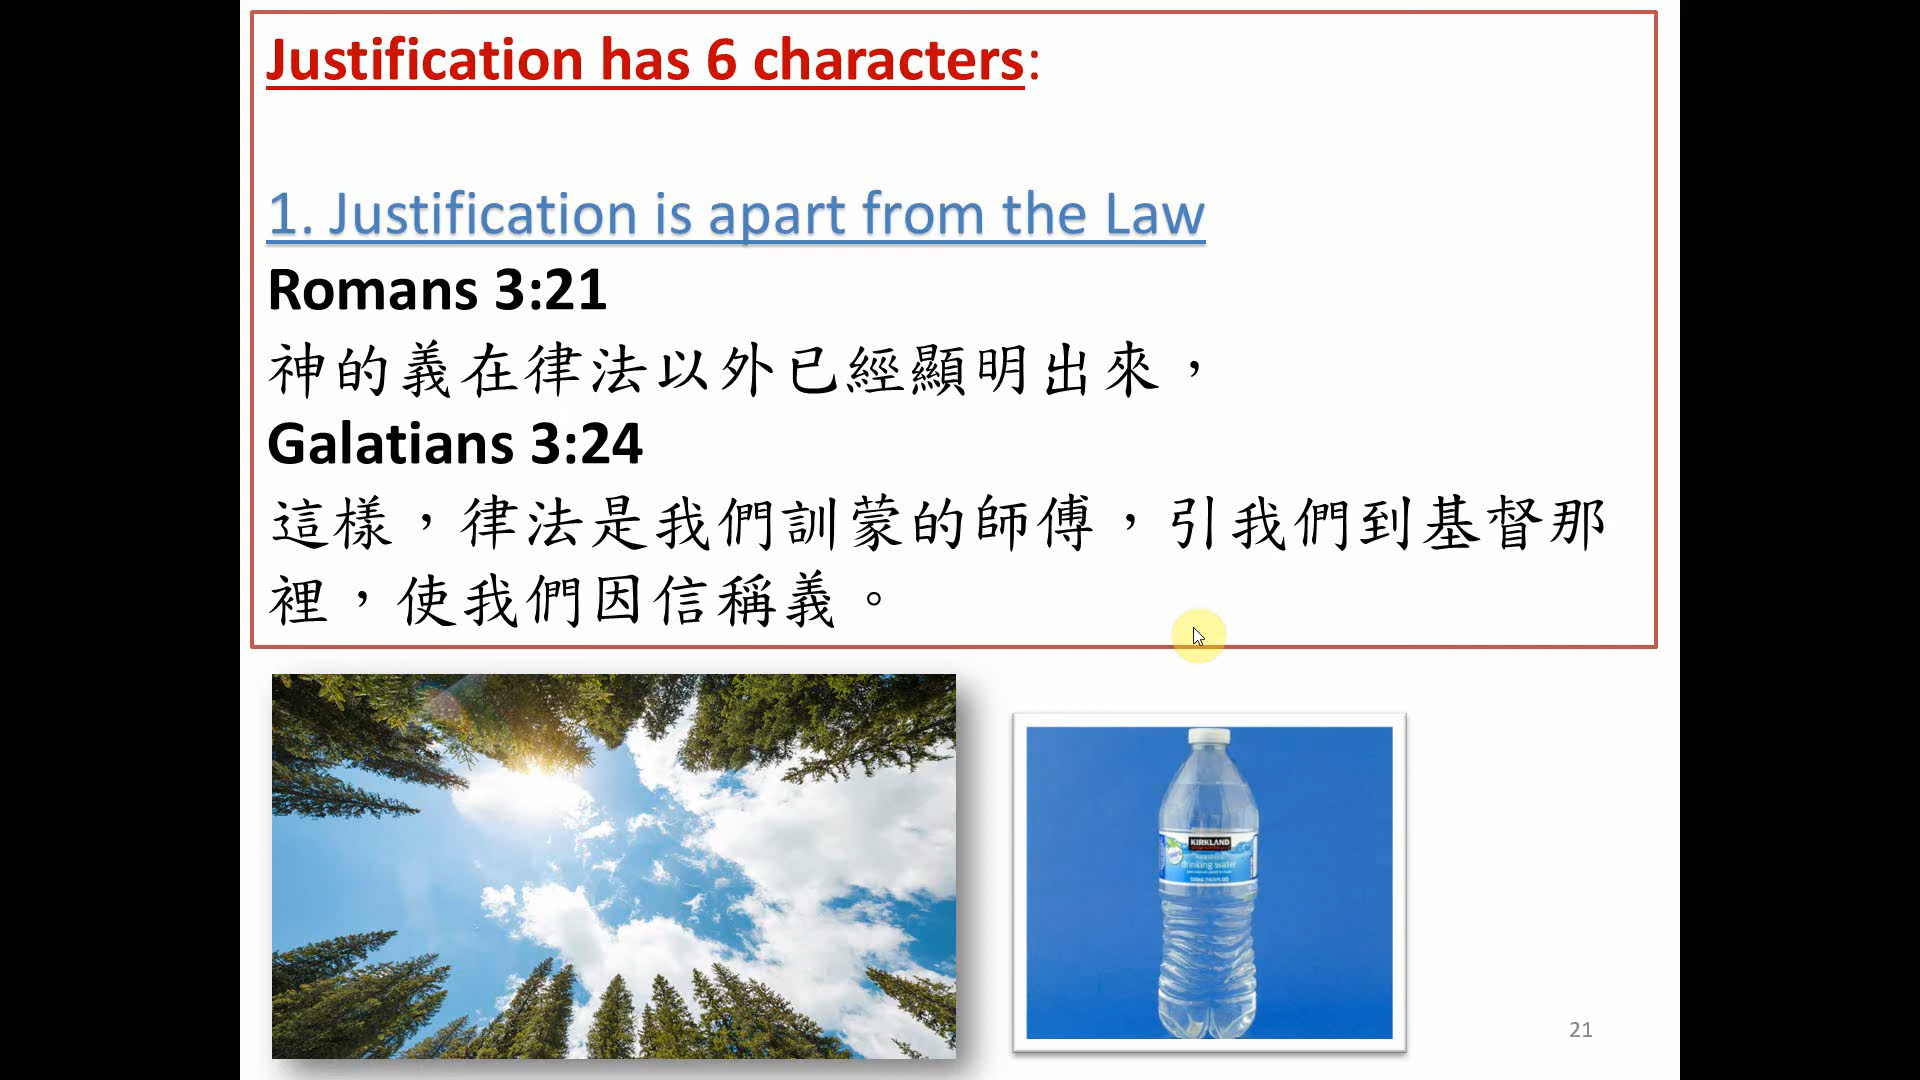 Justification has 6 characters:
1. Justification is apart from the Law
Romans 3:21
神的義在律法以外已經顯明出來，
Galatians 3:24
這樣，律法是我們訓蒙的師傅，引我們到基督那
裡，使我們因信稱義。
KIRKLAND
drinking water
21